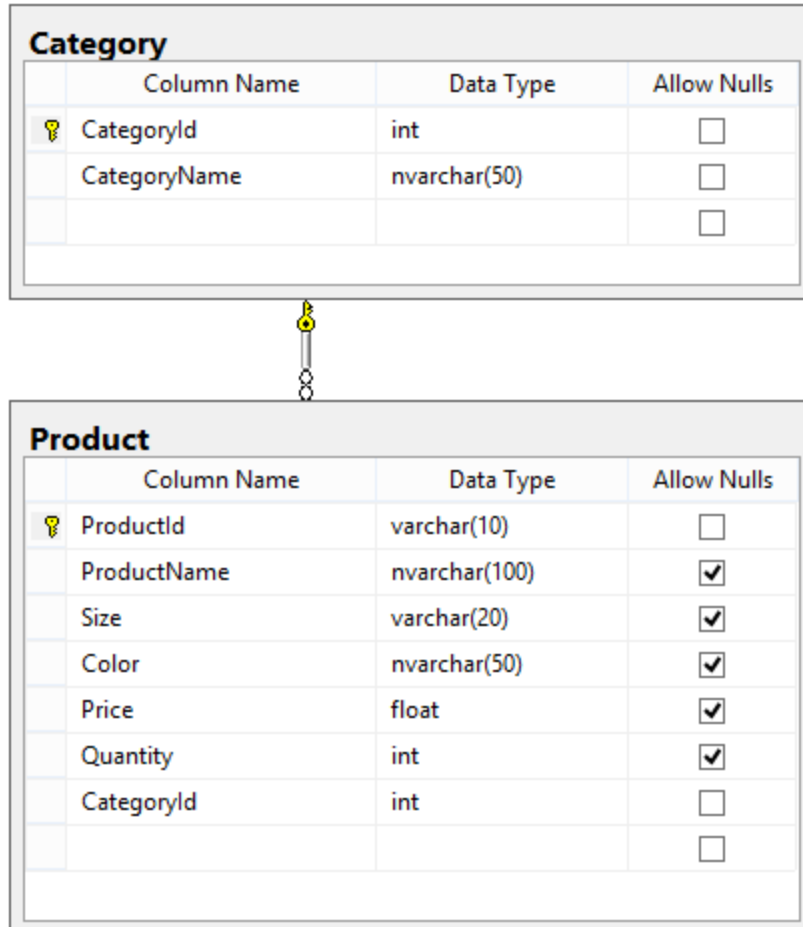 Category
Column Name Data Type Allow Nulls
CategoryId int
CategoryName nvarchar(50)
Product
Column Name Data Type Allow Nulls
ProductId varchar(10)
ProductName nvarchar(100)
Size varchar(20)
Color nvarchar(50)
Price float
Quantity int
CategoryId int